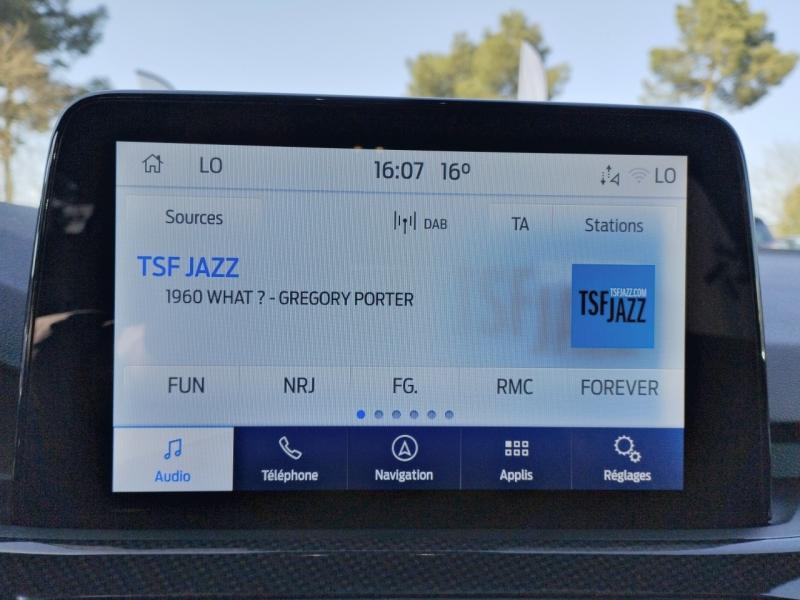 LO 16:07 16º LO
Sources DAB TA Stations
TSF JAZZ
1960 WHAT ? - GREGORY PORTER
TSFJAZZ.COM
TSF JAZZ
FUN NRJ FG. RMC FOREVER
Audio Téléphone Navigation Applis Réglages